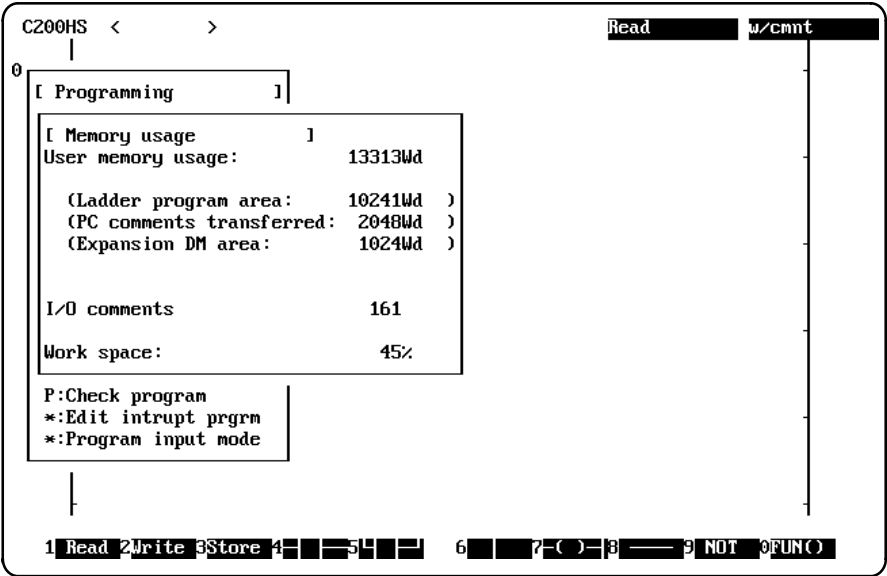 C200HS < > Read w/cmnt
0
[ Programming ]
[ Memory usage ]
User memory usage: 13313Wd
(Ladder program area: 10241Wd )
(PC comments transferred: 2048Wd )
(Expansion DM area: 1024Wd )
I/O comments 161
Work space: 45%
P:Check program
*:Edit intrupt prgrm
*:Program input mode
1 Read 2Write 3Store 4 5 6 7-( )- 8 9 NOT 0FUN()